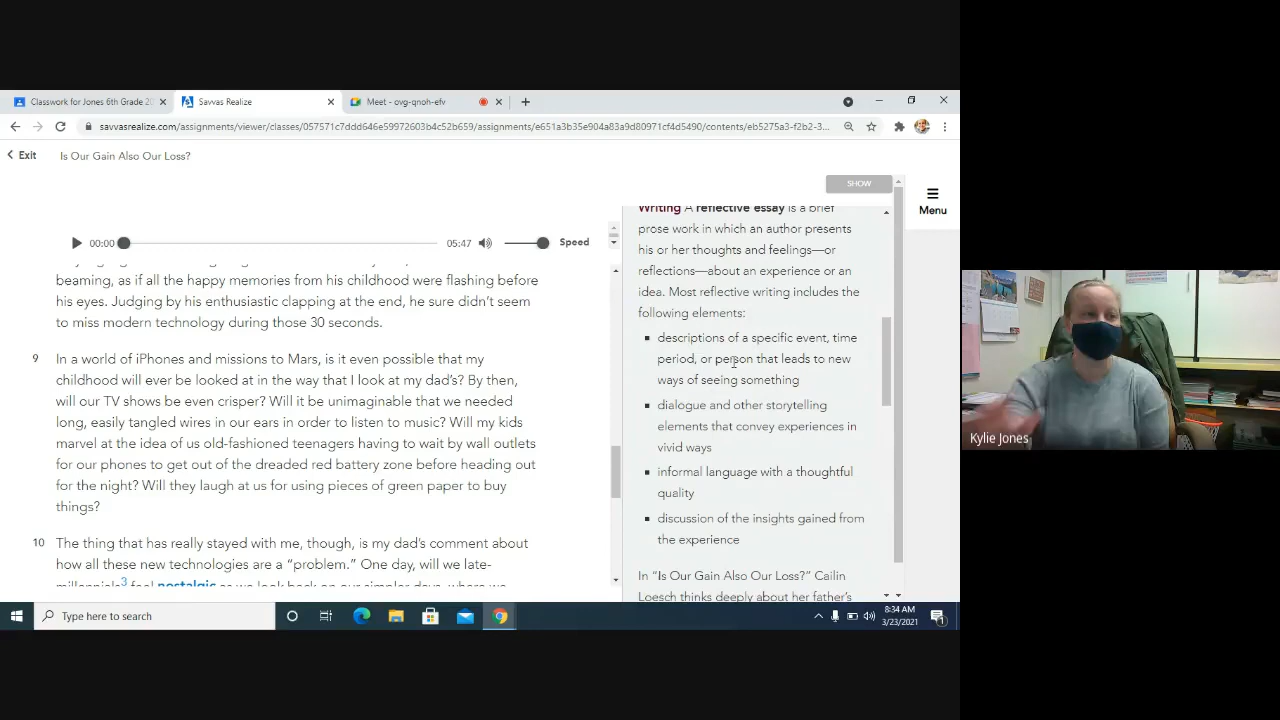 Classwork for Jones 6th Grade 20
Savvas Realize
Meet - ovg-qnoh-efv
savvasrealize.com/assignments/viewer/classes/057571c7ddd646e59972603b4c52b659/assignments/e651a3b35e904a83a9d80971cf4d5490/contents/eb5275a3-f2b2-3...
Exit
Is Our Gain Also Our Loss?
SHOW
Menu
00:00
05:47
Speed
beaming, as if all the happy memories from his childhood were flashing before
his eyes. Judging by his enthusiastic clapping at the end, he sure didn't seem
to miss modern technology during those 30 seconds.
9 In a world of iPhones and missions to Mars, is it even possible that my
childhood will ever be looked at in the way that I look at my dad's? By then,
will our TV shows be even crisper? Will it be unimaginable that we needed
long, easily tangled wires in our ears in order to listen to music? Will my kids
marvel at the idea of us old-fashioned teenagers having to wait by wall outlets
for our phones to get out of the dreaded red battery zone before heading out
for the night? Will they laugh at us for using pieces of green paper to buy
things?
10 The thing that has really stayed with me, though, is my dad's comment about
how all these new technologies are a "problem." One day, will we late-
millennials3 feel nostalgic as we look back on our simpler days, where we
Writing A reflective essay is a brief
prose work in which an author presents
his or her thoughts and feelings—or
reflections—about an experience or an
idea. Most reflective writing includes the
following elements:
▪ descriptions of a specific event, time
period, or person that leads to new
ways of seeing something
▪ dialogue and other storytelling
elements that convey experiences in
vivid ways
▪ informal language with a thoughtful
quality
▪ discussion of the insights gained from
the experience
In "Is Our Gain Also Our Loss?" Cailin
Loesch thinks deeply about her father's
Kylie Jones
Type here to search
8:34 AM
3/23/2021
1